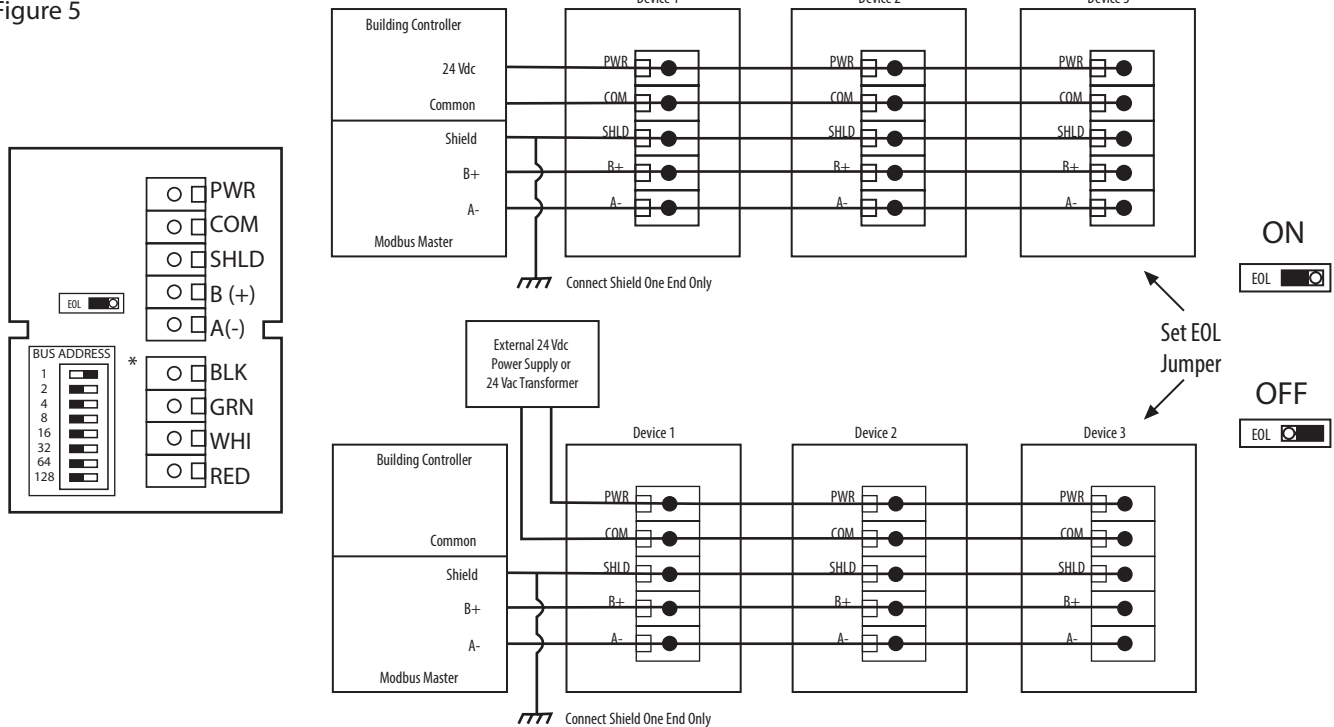 Figure 5
PWR
COM
SHLD
B (+)
A(-)
EOL
BUS ADDRESS
1
2
4
8
16
32
64
128
*
BLK
GRN
WHI
RED
Device 1
Device 2
Device 3
Building Controller
24 Vdc
Common
Shield
B+
A-
Modbus Master
PWR
COM
SHLD
B+
A-
PWR
COM
SHLD
B+
A-
PWR
COM
SHLD
B+
A-
Connect Shield One End Only
ON
EOL
Set EOL
Jumper
OFF
EOL
External 24 Vdc
Power Supply or
24 Vac Transformer
Device 1
Device 2
Device 3
Building Controller
Common
Shield
B+
A-
Modbus Master
PWR
COM
SHLD
B+
A-
PWR
COM
SHLD
B+
A-
PWR
COM
SHLD
B+
A-
Connect Shield One End Only